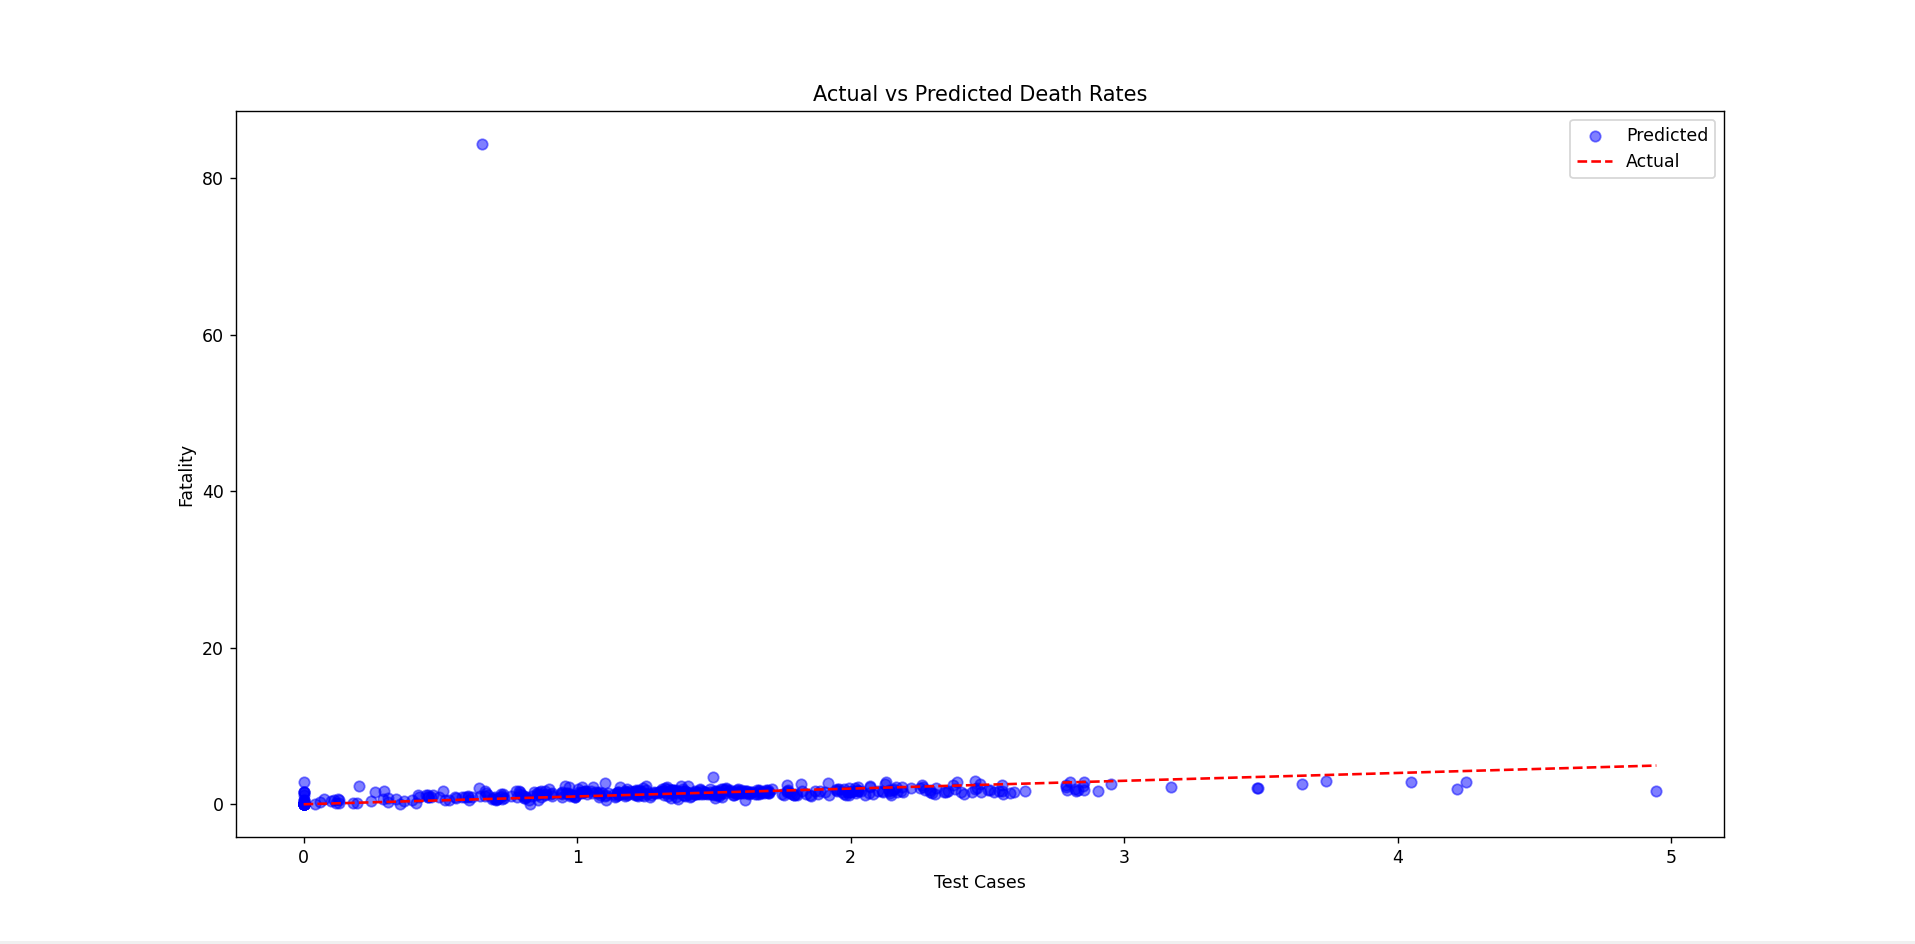 Actual vs Predicted Death Rates
Predicted
Actual
80
60
40
20
0
Fatality
0 1 2 3 4 5
Test Cases